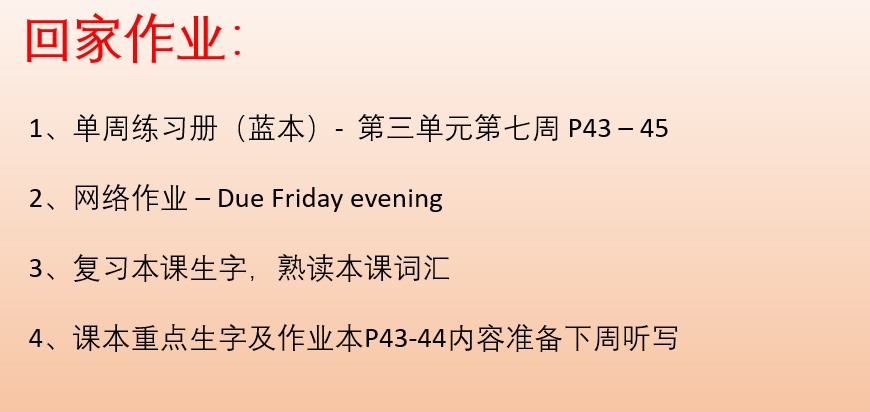 回家作业：
1、单周练习册（蓝本）- 第三单元第七周 P43 – 45
2、网络作业 – Due Friday evening
3、复习本课生字，熟读本课词汇
4、课本重点生字及作业本P43-44内容准备下周听写